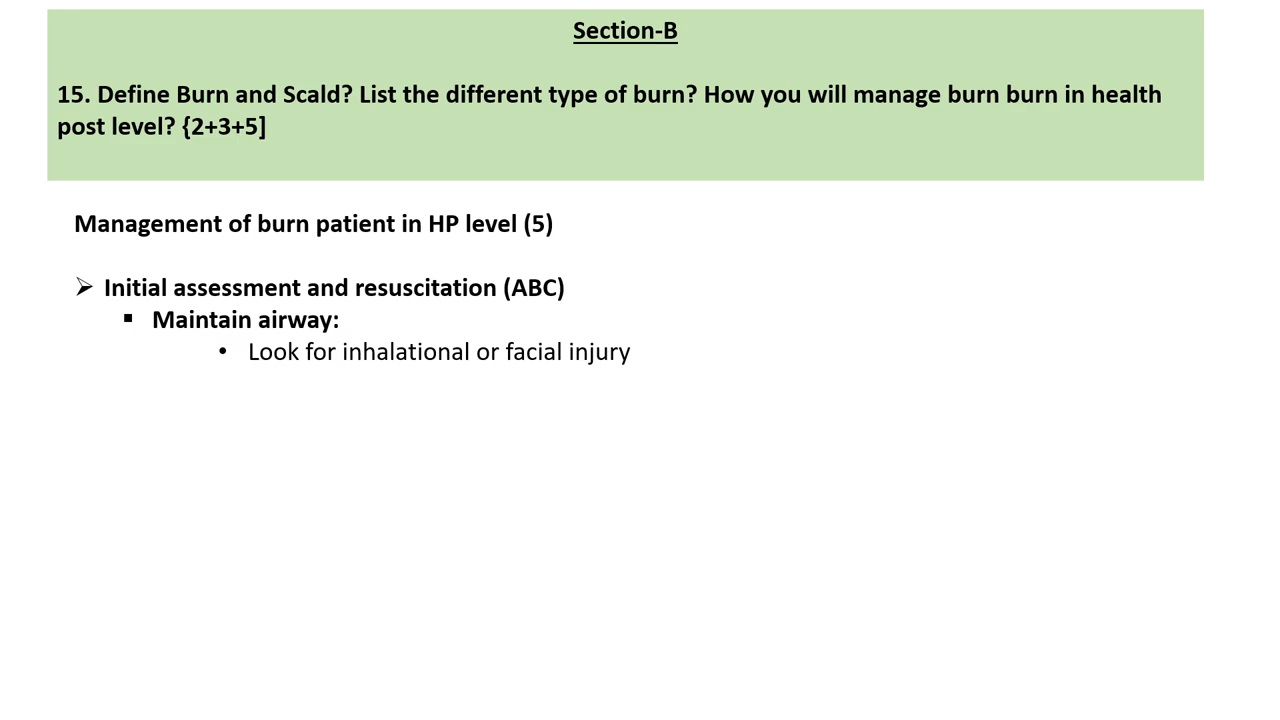 Section-B
15. Define Burn and Scald? List the different type of burn? How you will manage burn burn in health
post level? {2+3+5]
Management of burn patient in HP level (5)
➢ Initial assessment and resuscitation (ABC)
▪ Maintain airway:
• Look for inhalational or facial injury